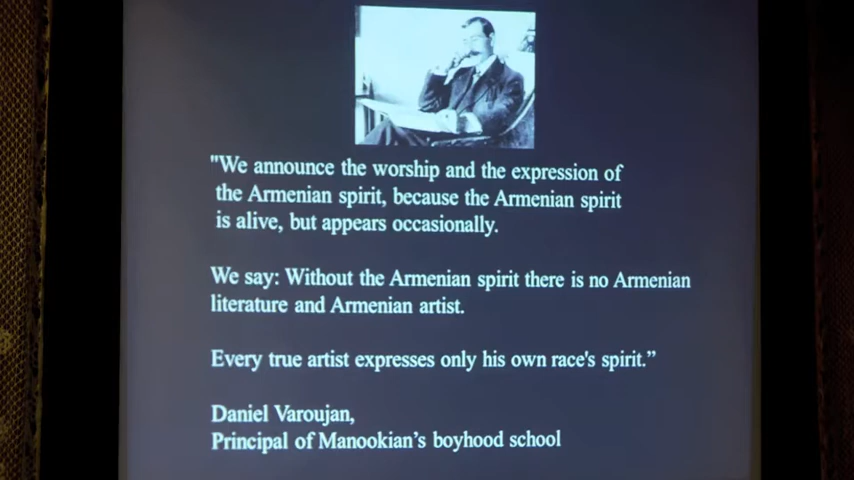 "We announce the worship and the expression of
the Armenian spirit, because the Armenian spirit
is alive, but appears occasionally.
We say: Without the Armenian spirit there is no Armenian
literature and Armenian artist.
Every true artist expresses only his own race's spirit.”
Daniel Varoujan,
Principal of Manookian’s boyhood school